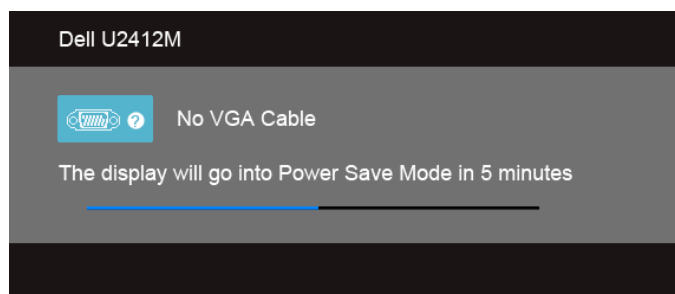 Dell U2412M
? No VGA Cable
The display will go into Power Save Mode in 5 minutes